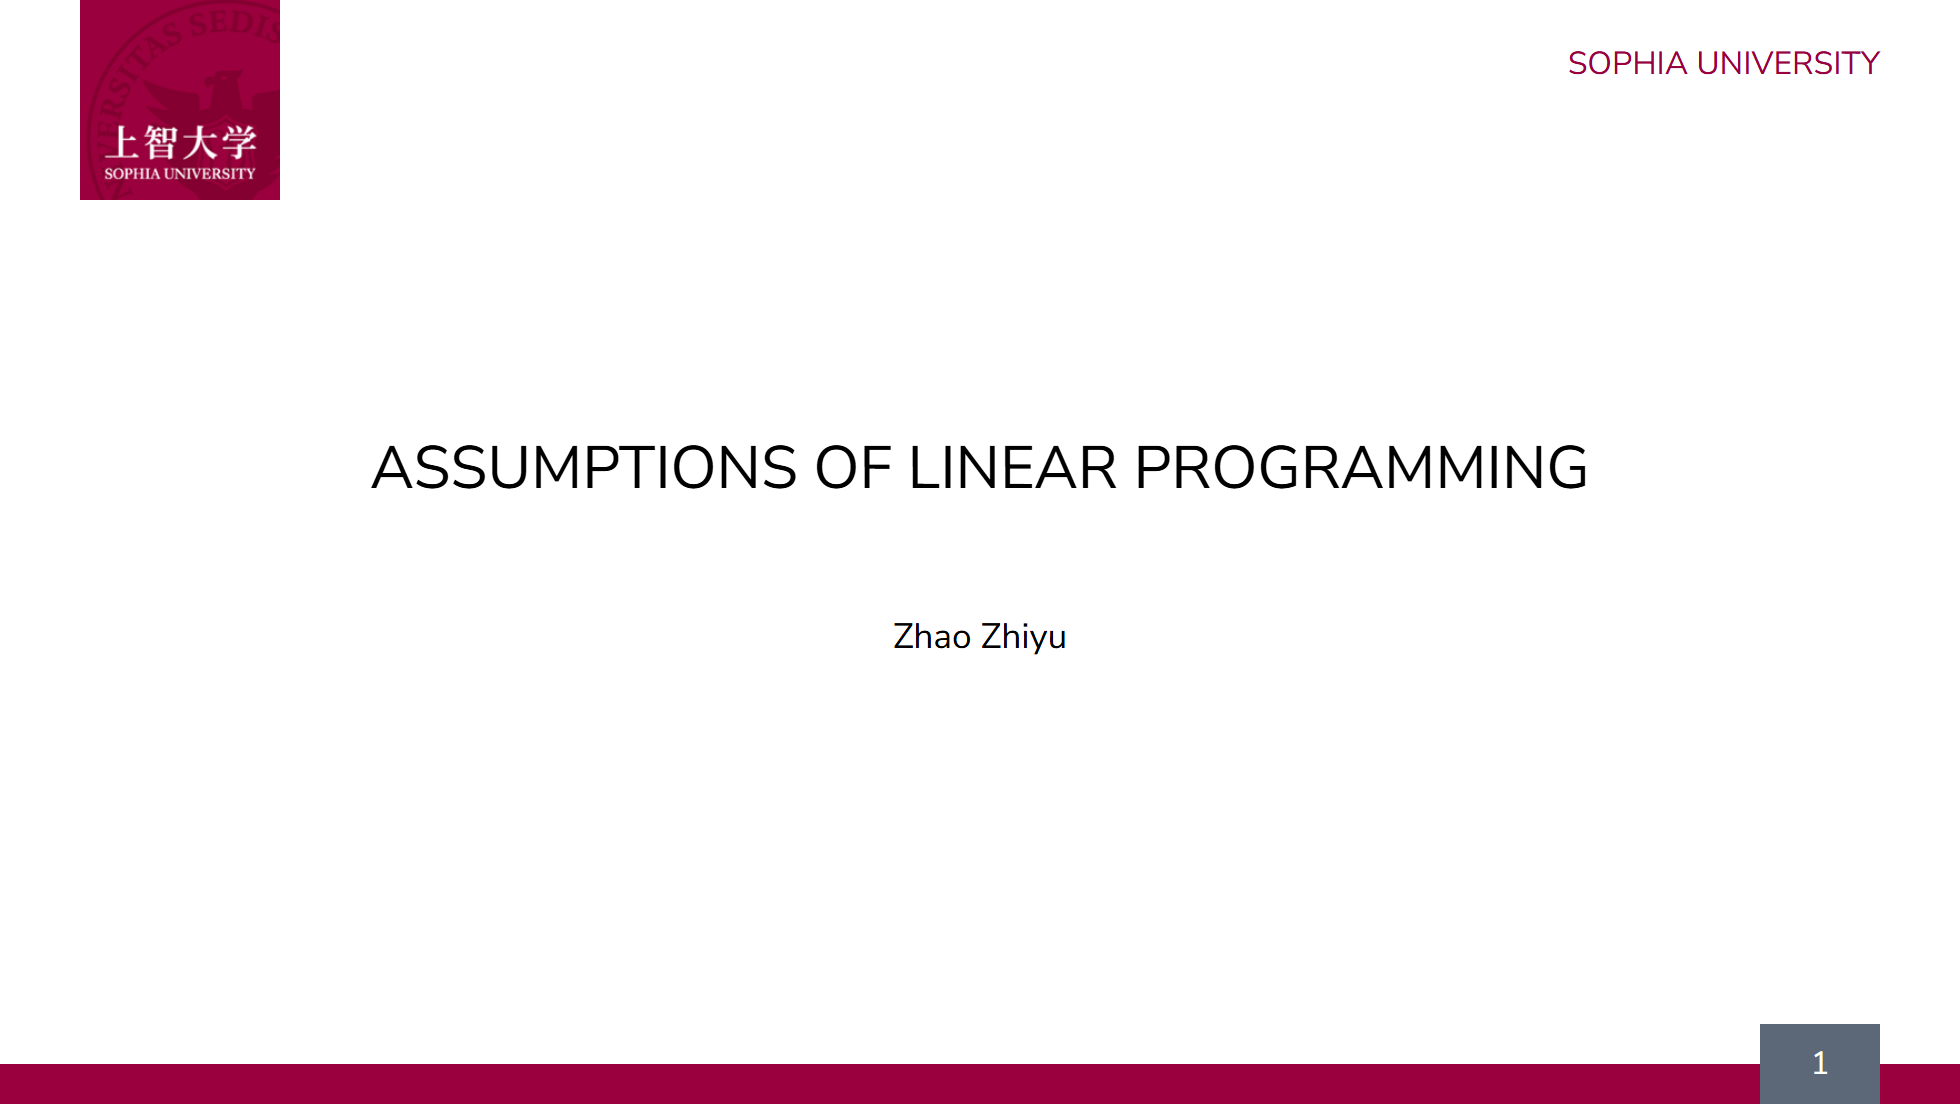 上智大学
SOPHIA UNIVERSITY
SOPHIA UNIVERSITY
ASSUMPTIONS OF LINEAR PROGRAMMING
Zhao Zhiyu
1